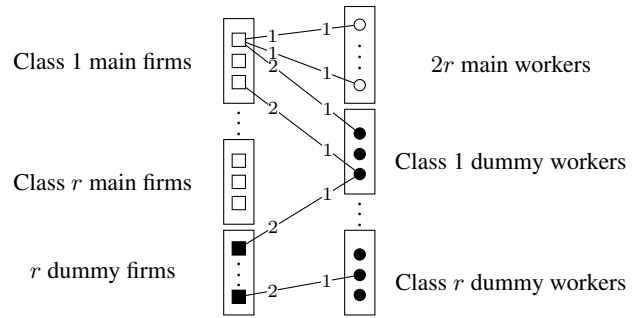 1 1
Class 1 main firms
1 1
2 1
2r main workers
2 1
Class 1 dummy workers
Class r main firms
2 1
r dummy firms
2 1
Class r dummy workers